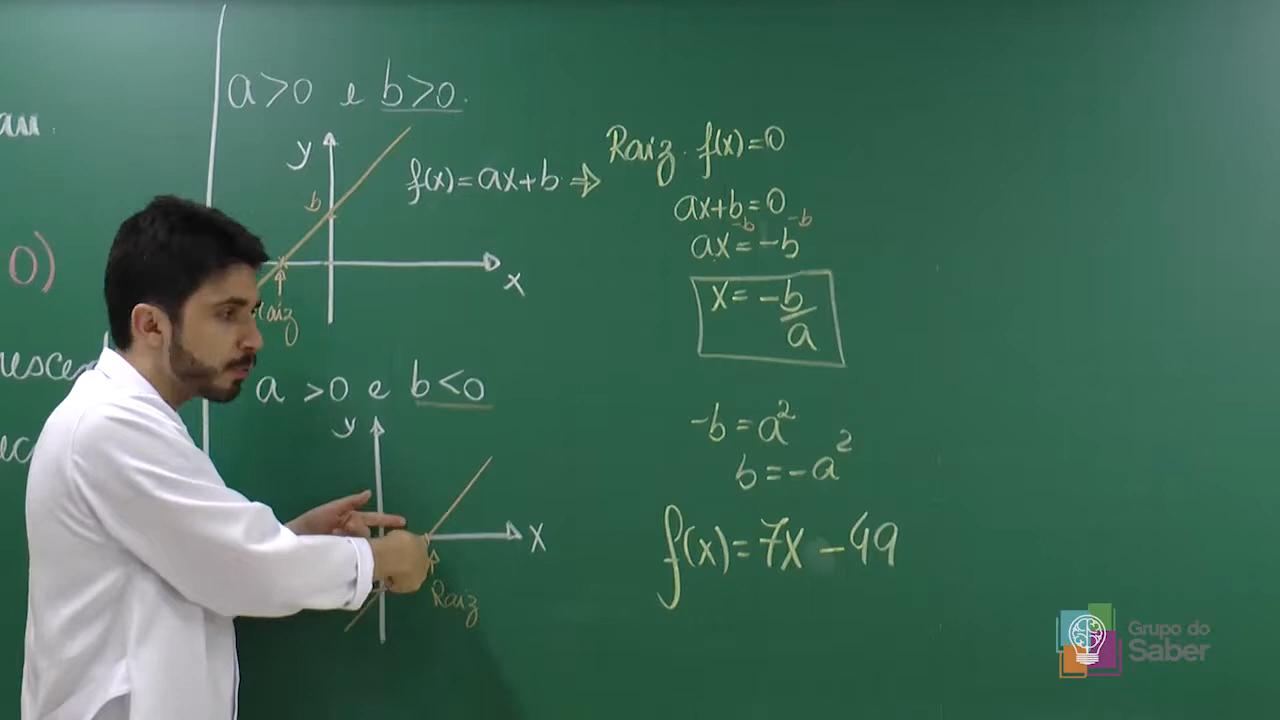 0)
a>0 e b>0.
y
b
f(x)=ax+b ⇒
x
Raiz
a >0 e b<0
y
x
Raiz
Raiz. f(x)=0
ax+b=0
-b -b
ax=-b
x=-b/a
-b=a²
b=-a²
f(x)=7x-49
Grupo do
Saber